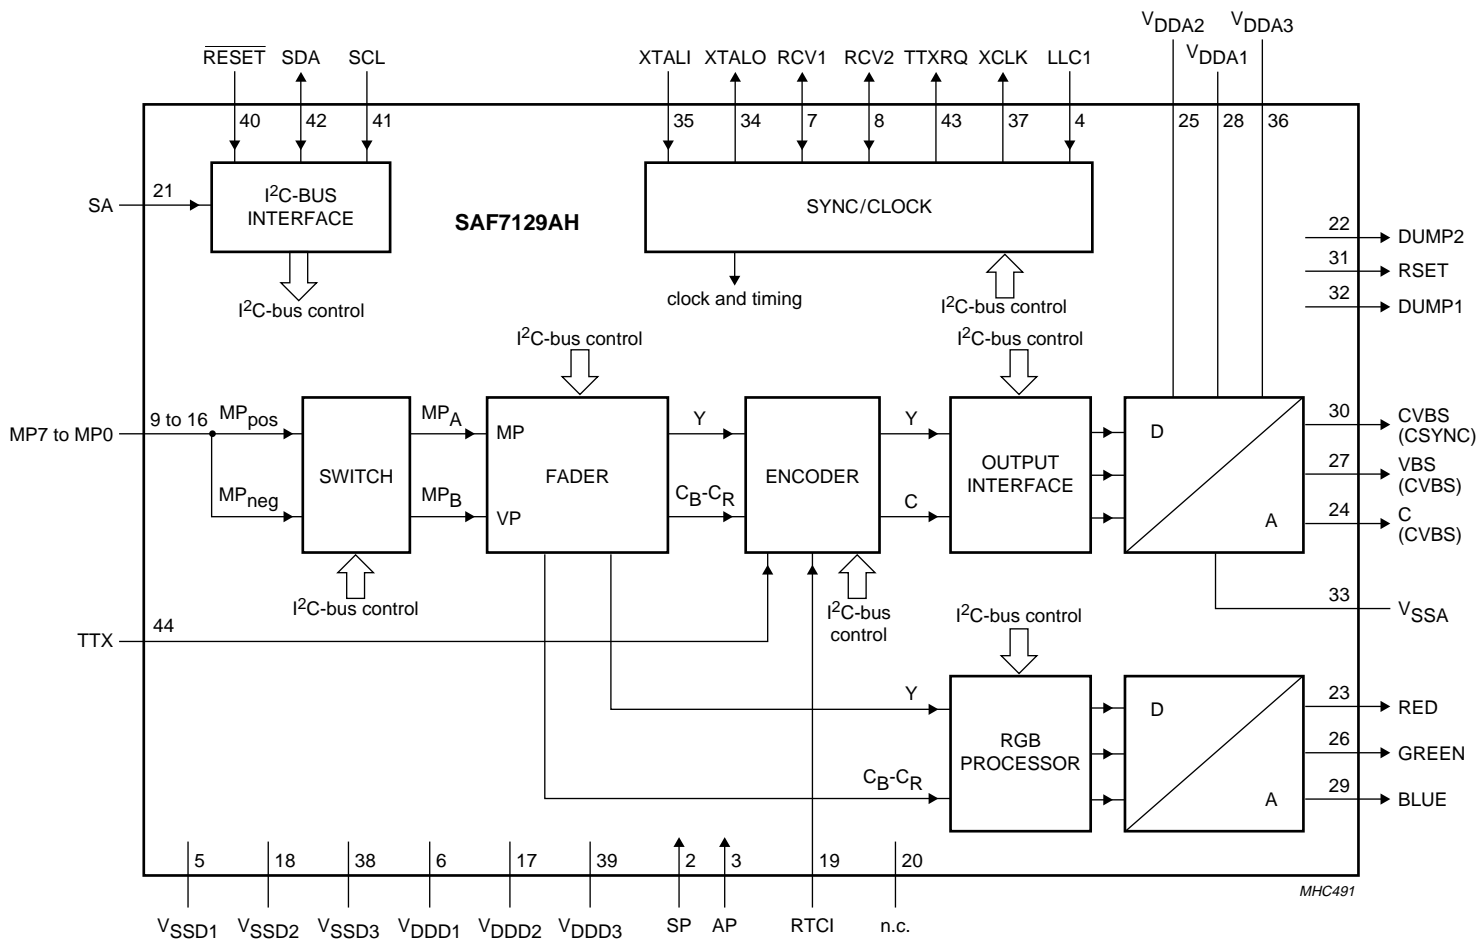 VDDA2
VDDA3
VDDA1
RESET
SDA
SCL
XTALI
XTALO
RCV1
RCV2
TTXRQ
XCLK
LLC1
40
42
41
35
34
7
8
43
37
4
25
28
36
SA
21
I2C-BUS
INTERFACE
SAF7129AH
SYNC/CLOCK
22
DUMP2
31
RSET
32
DUMP1
I2C-bus control
clock and timing
I2C-bus control
I2C-bus control
I2C-bus control
MP7 to MP0
9 to 16
MPpos
MPneg
SWITCH
MPA
MPB
MP
VP
FADER
Y
CB-CR
ENCODER
Y
C
OUTPUT
INTERFACE
D
A
30
CVBS
(CSYNC)
27
VBS
(CVBS)
24
C
(CVBS)
I2C-bus control
I2C-bus
control
I2C-bus control
33
VSSA
TTX
44
Y
CB-CR
RGB
PROCESSOR
D
A
23
RED
26
GREEN
29
BLUE
5
18
38
6
17
39
2
3
19
20
MHC491
VSSD1
VSSD2
VSSD3
VDDD1
VDDD2
VDDD3
SP
AP
RTCI
n.c.